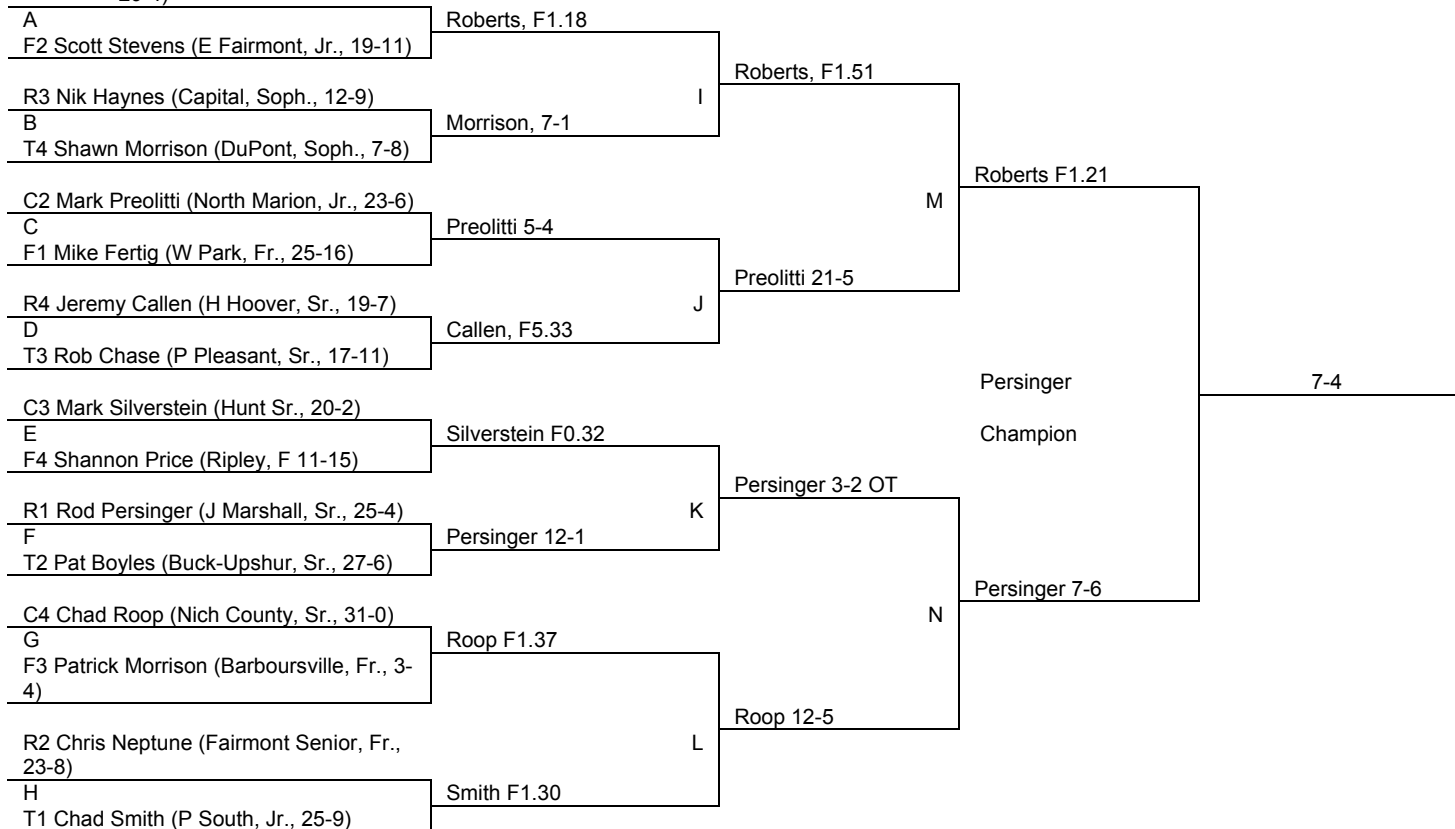 A
F2 Scott Stevens (E Fairmont, Jr., 19-11)
R3 Nik Haynes (Capital, Soph., 12-9)
B
T4 Shawn Morrison (DuPont, Soph., 7-8)
C2 Mark Preolitti (North Marion, Jr., 23-6)
C
F1 Mike Fertig (W Park, Fr., 25-16)
R4 Jeremy Callen (H Hoover, Sr., 19-7)
D
T3 Rob Chase (P Pleasant, Sr., 17-11)
C3 Mark Silverstein (Hunt Sr., 20-2)
E
F4 Shannon Price (Ripley, F 11-15)
R1 Rod Persinger (J Marshall, Sr., 25-4)
F
T2 Pat Boyles (Buck-Upshur, Sr., 27-6)
C4 Chad Roop (Nich County, Sr., 31-0)
G
F3 Patrick Morrison (Barboursville, Fr., 3-
4)
R2 Chris Neptune (Fairmont Senior, Fr.,
23-8)
H
T1 Chad Smith (P South, Jr., 25-9)
Roberts, F1.18
I
Morrison, 7-1
Preolitti 5-4
J
Callen, F5.33
Silverstein F0.32
K
Persinger 12-1
Roop F1.37
L
Smith F1.30
Roberts, F1.51
M
Preolitti 21-5
Persinger 3-2 OT
N
Roop 12-5
Roberts F1.21
Persinger
Champion
Persinger 7-6
7-4